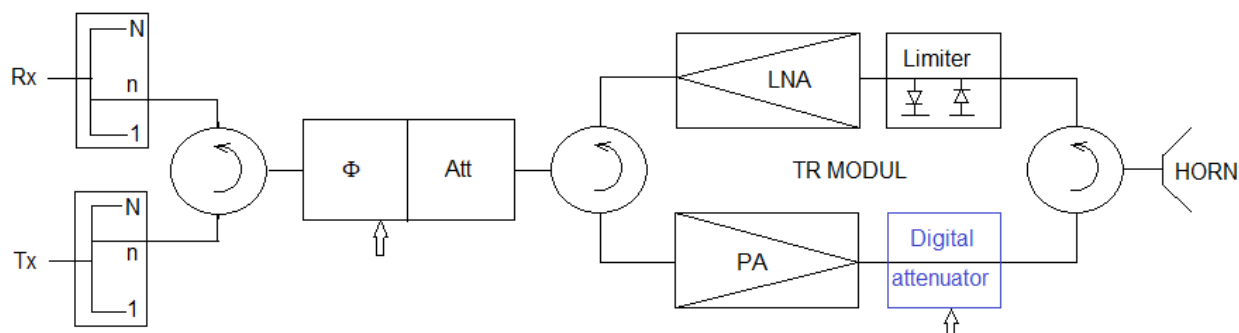 N
Rx
n
1
N
Tx
n
1
Φ
Att
LNA
Limiter
TR MODUL
HORN
PA
Digital
attenuator